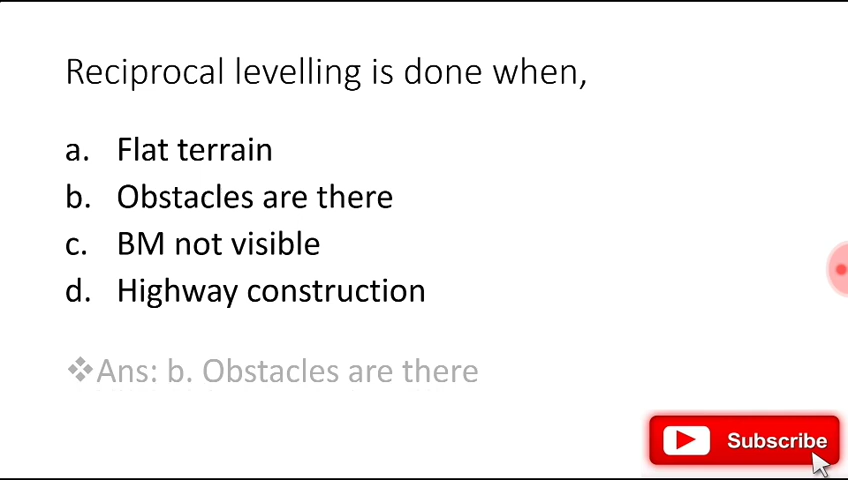 Reciprocal levelling is done when,
a. Flat terrain
b. Obstacles are there
c. BM not visible
d. Highway construction
❖Ans: b. Obstacles are there
Subscribe